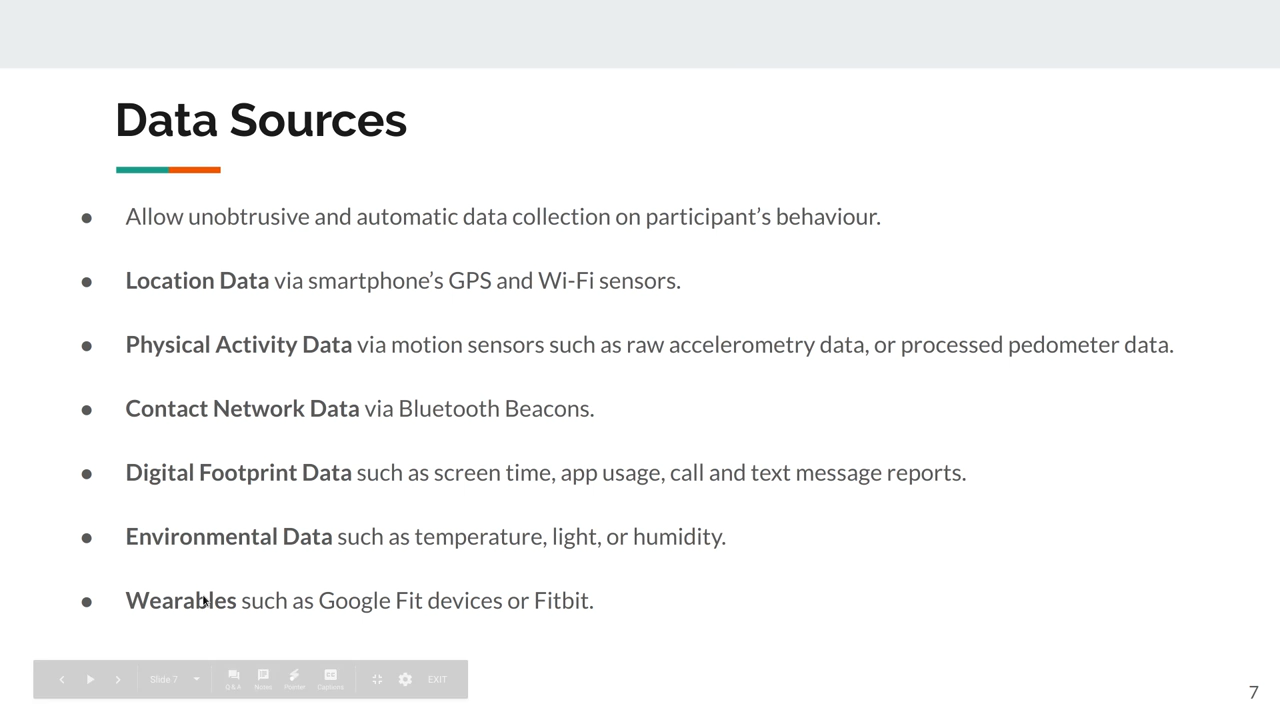 Data Sources
● Allow unobtrusive and automatic data collection on participant’s behaviour.
● Location Data via smartphone’s GPS and Wi-Fi sensors.
● Physical Activity Data via motion sensors such as raw accelerometry data, or processed pedometer data.
● Contact Network Data via Bluetooth Beacons.
● Digital Footprint Data such as screen time, app usage, call and text message reports.
● Environmental Data such as temperature, light, or humidity.
● Wearables such as Google Fit devices or Fitbit.
Slide 7
Q&A Notes Pointer Captions
EXIT
7